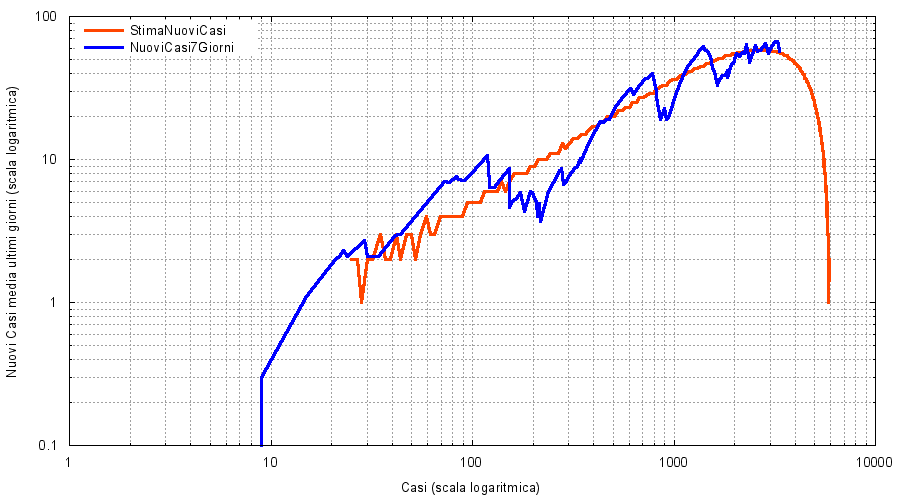 100
10
1
0.1
StimaNuoviCasi
NuoviCasi7Giorni
Nuovi Casi media ultimi giorni (scala logaritmica)
1
10
100
1000
10000
Casi (scala logaritmica)